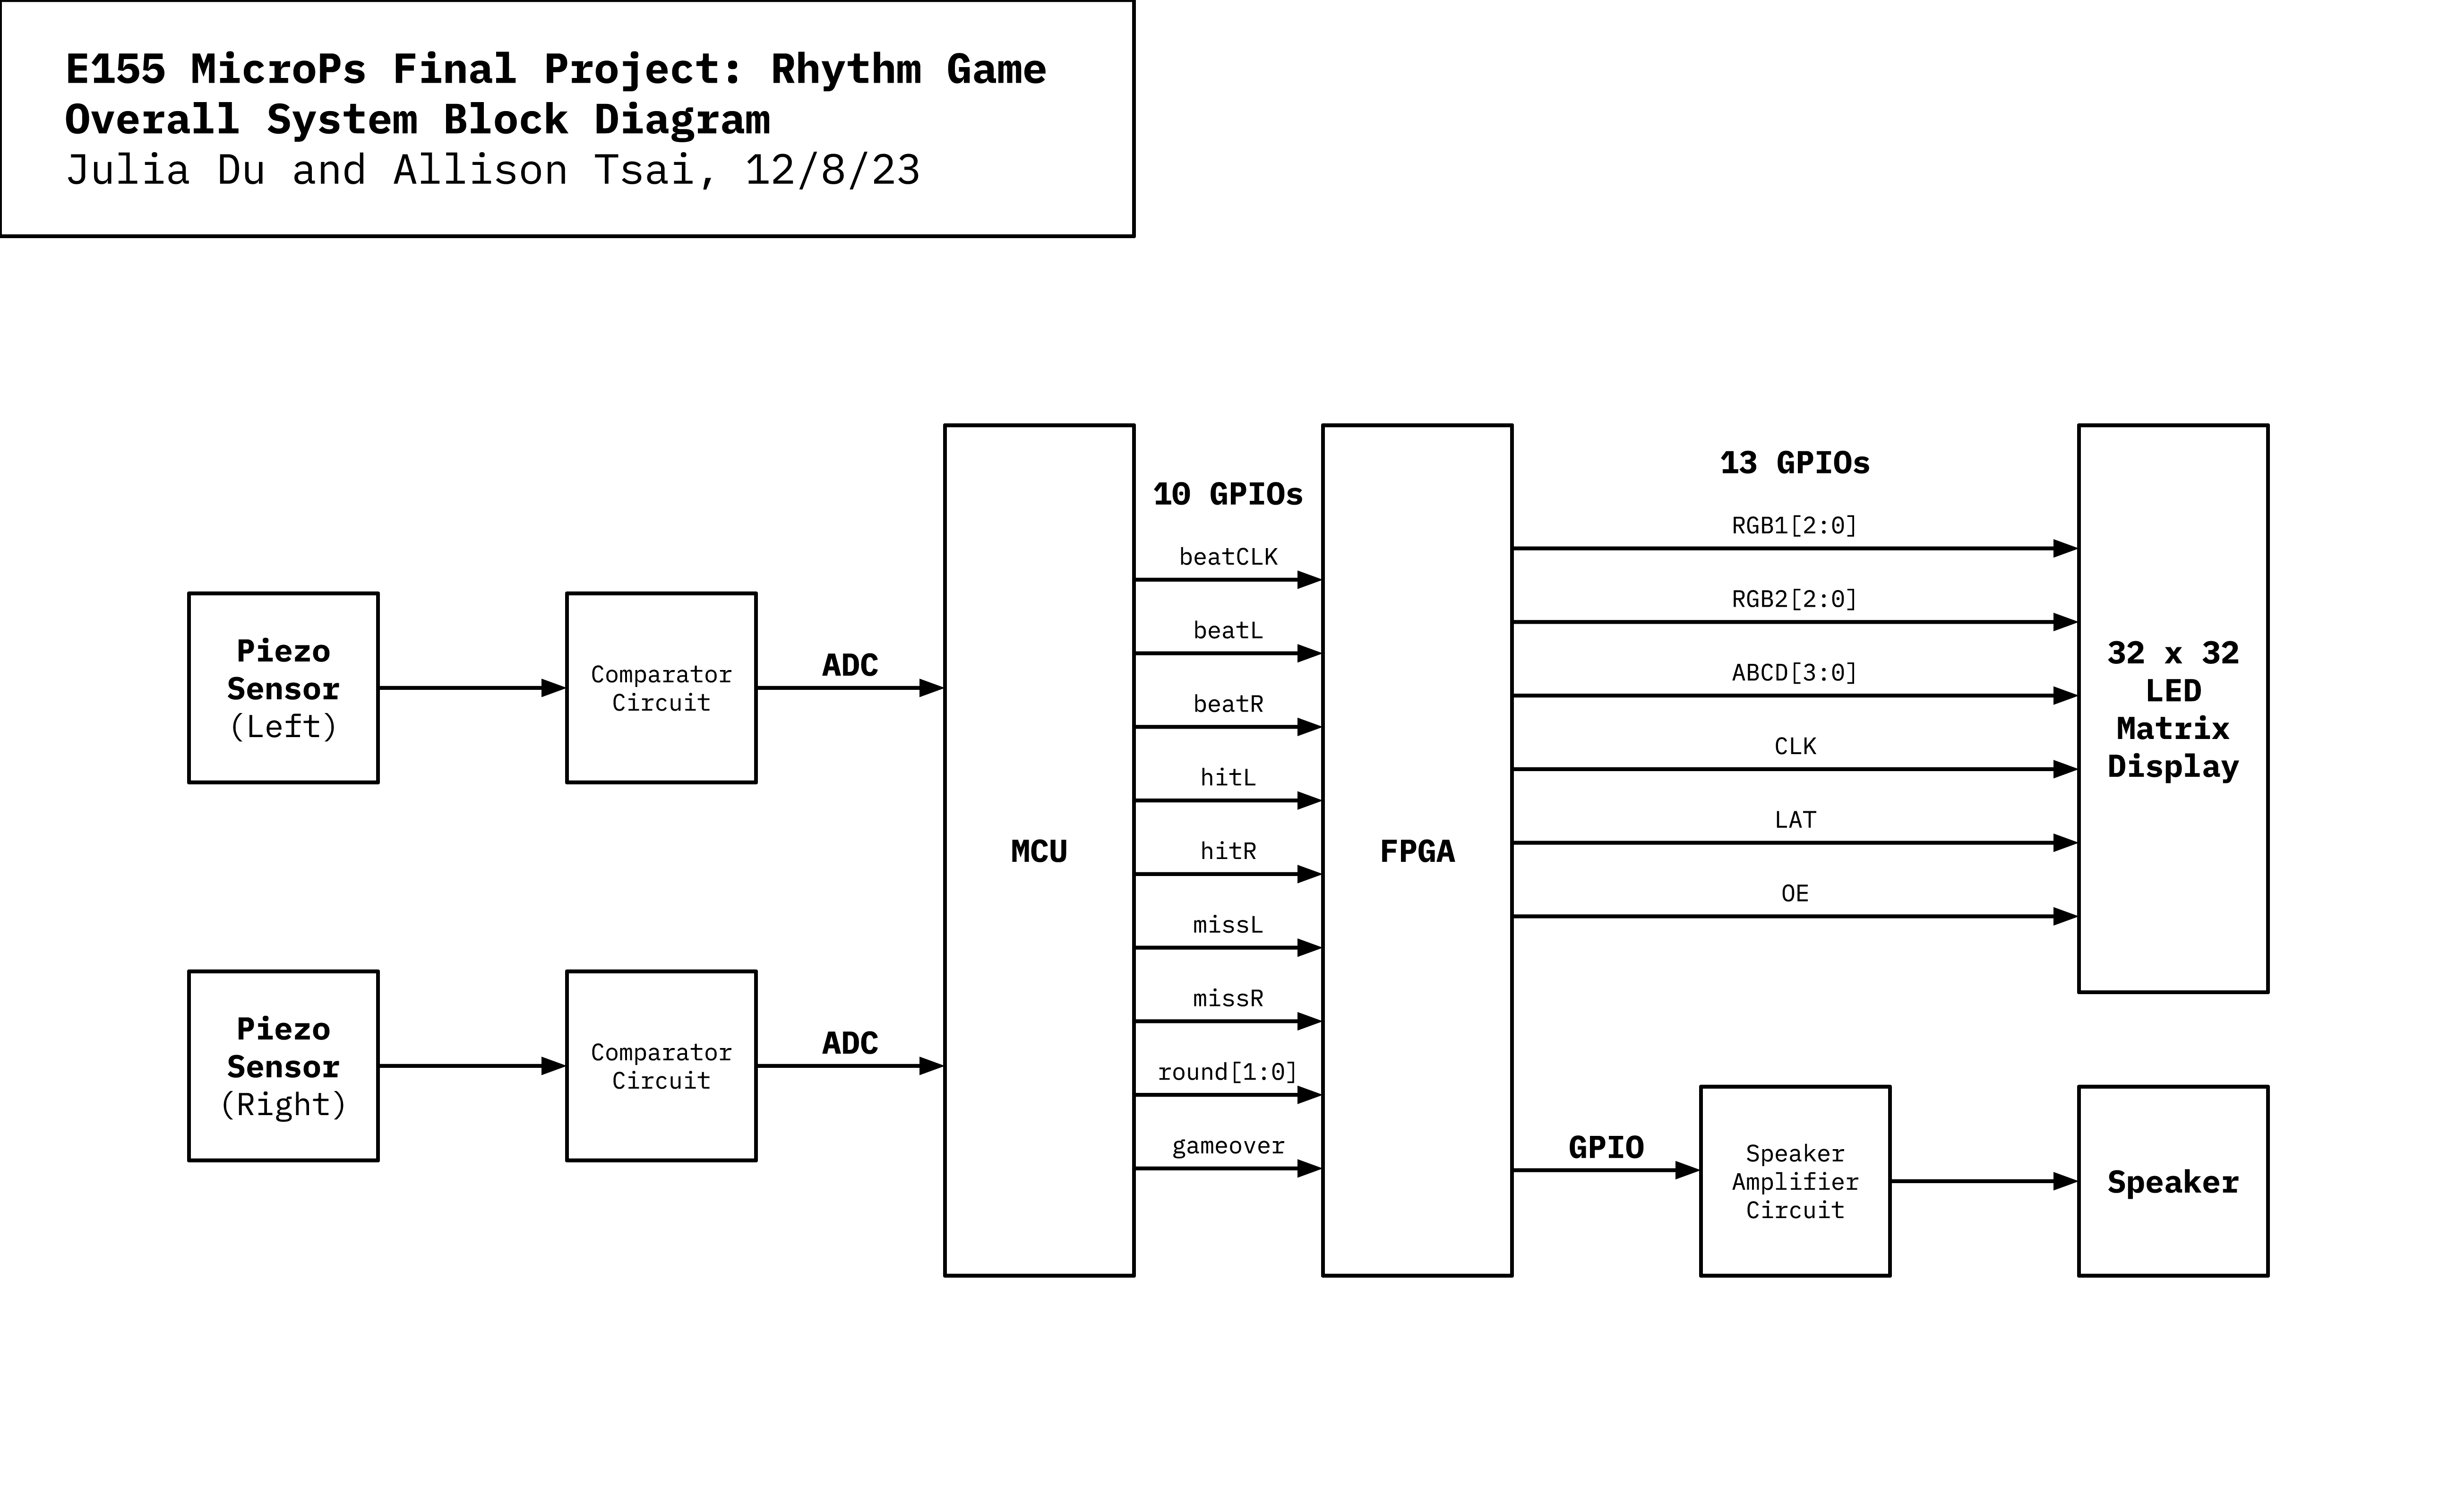 E155 MicroPs Final Project: Rhythm Game
Overall System Block Diagram
Julia Du and Allison Tsai, 12/8/23
Piezo
Sensor
(Left)
Comparator
Circuit
ADC
Piezo
Sensor
(Right)
Comparator
Circuit
ADC
MCU
10 GPIOs
beatCLK
beatL
beatR
hitL
hitR
missL
missR
round[1:0]
gameover
FPGA
13 GPIOs
RGB1[2:0]
RGB2[2:0]
ABCD[3:0]
CLK
LAT
OE
32 x 32
LED
Matrix
Display
GPIO
Speaker
Amplifier
Circuit
Speaker